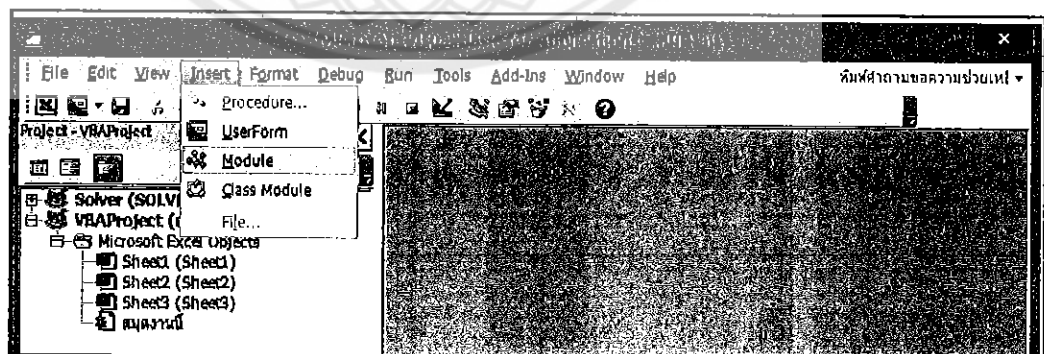 File Edit View Insert Format Debug Run Tools Add-Ins Window Help
Procedure...
Project - VBAProject
UserForm
Module
Class Module
File...
Solver (SOLV
VBAProject (
Microsoft Excel Objects
Sheet1 (Sheet1)
Sheet2 (Sheet2)
Sheet3 (Sheet3)
สมุดงานนี้
พิมพ์คำถามขอความช่วยเหลื